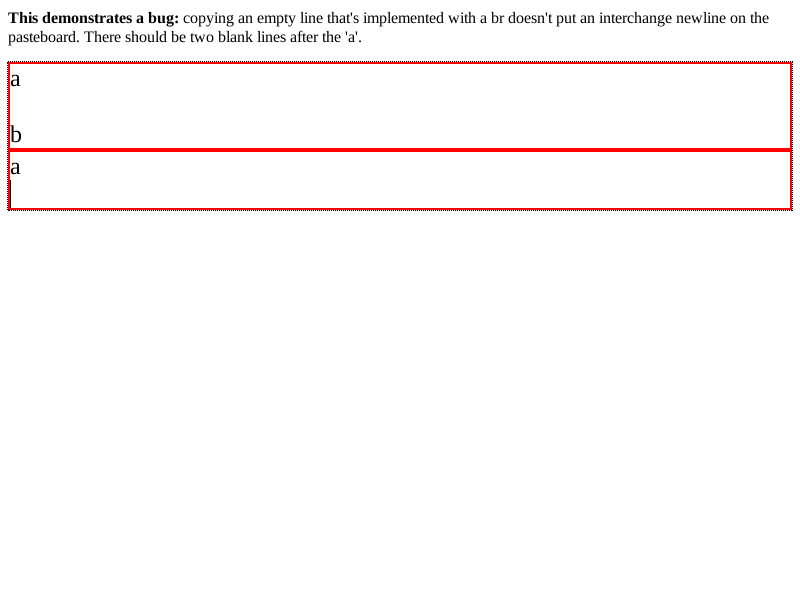 This demonstrates a bug: copying an empty line that's implemented with a br doesn't put an interchange newline on the
pasteboard. There should be two blank lines after the 'a'.
a
b
a